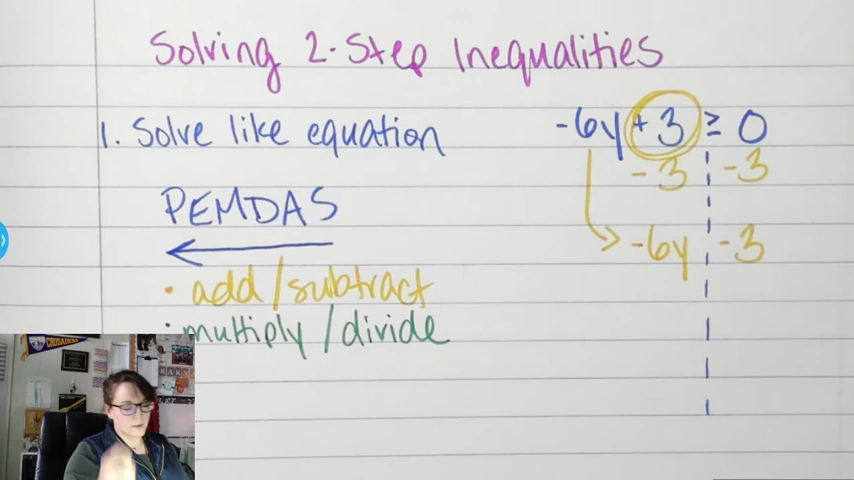 Solving 2-Step Inequalities
1. Solve like equation
PEMDAS
• add/subtract
• multiply/divide
-6y + 3 ≥ 0
-3 -3
-6y -3
CRUSADERS